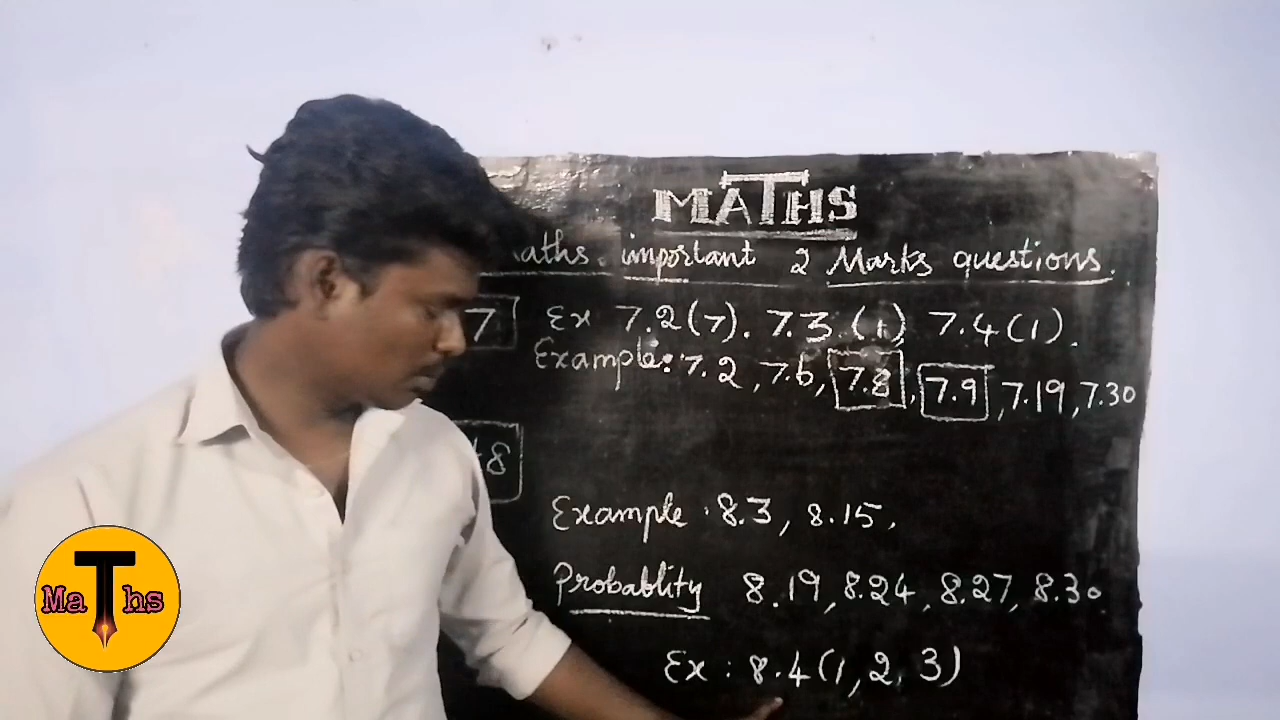 MATHS
aths. important 2 Marks questions.
7 Ex 7.2(7). 7.3 (1), 7.4(1).
Example: 7.2, 7.6, 7.8, 7.9, 7.19, 7.30
8
Example: 8.3, 8.15.
Probablity 8.19, 8.24, 8.27, 8.30
Ex: 8.4(1, 2, 3)
MaThs